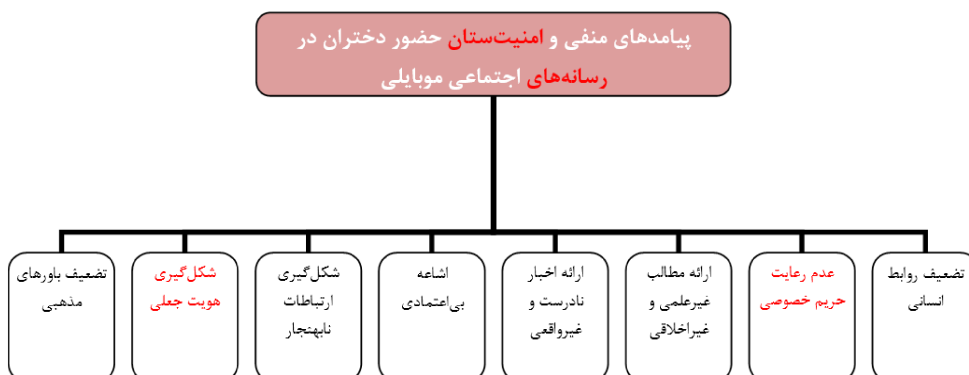 پیامدهای منفی و امنیت‌ستان حضور دختران در
رسانه‌های اجتماعی موبایلی
تضعیف روابط
انسانی
عدم رعایت
حریم خصوصی
ارائه مطالب
غیرعلمی و
غیراخلاقی
ارائه اخبار
نادرست و
غیرواقعی
اشاعه
بی‌اعتمادی
شکل‌گیری
ارتباطات
نابهنجار
شکل‌گیری
هویت جعلی
تضعیف باورهای
مذهبی